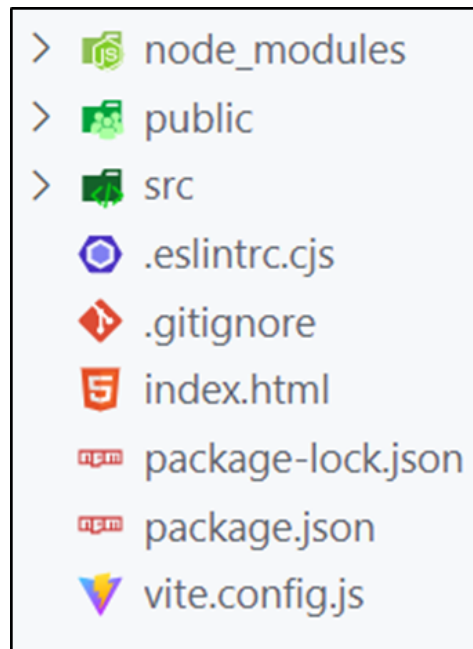 node_modules
public
src
.eslintrc.cjs
.gitignore
index.html
package-lock.json
package.json
vite.config.js